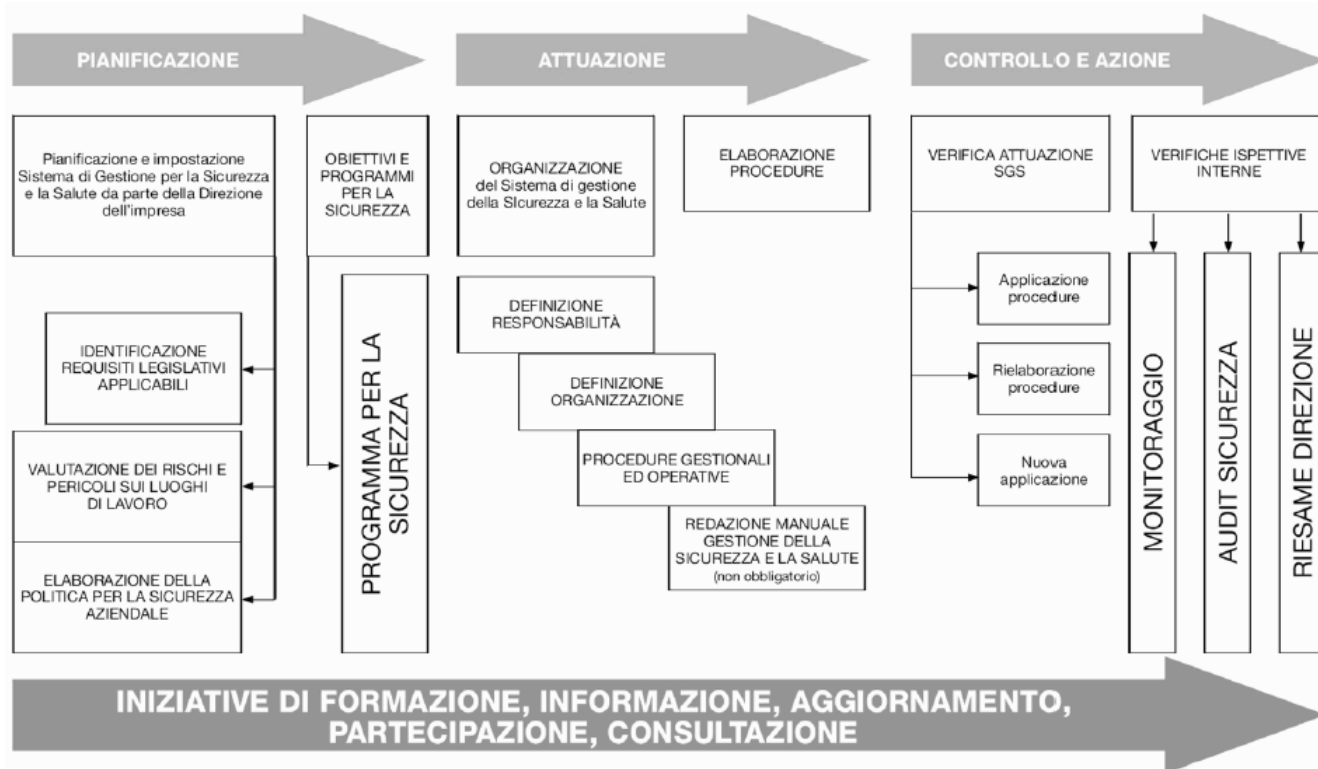 PIANIFICAZIONE
ATTUAZIONE
CONTROLLO E AZIONE
Pianificazione e impostazione
Sistema di Gestione per la Sicurezza
e la Salute da parte della Direzione
dell'impresa
OBIETTIVI E
PROGRAMMI
PER LA
SICUREZZA
ORGANIZZAZIONE
del Sistema di gestione
della SIcurezza e la Salute
ELABORAZIONE
PROCEDURE
VERIFICA ATTUAZIONE
SGS
VERIFICHE ISPETTIVE
INTERNE
IDENTIFICAZIONE
REQUISITI LEGISLATIVI
APPLICABILI
VALUTAZIONE DEI RISCHI E
PERICOLI SUI LUOGHI
DI LAVORO
ELABORAZIONE DELLA
POLITICA PER LA SICUREZZA
AZIENDALE
PROGRAMMA PER LA
SICUREZZA
DEFINIZIONE
RESPONSABILITÀ
DEFINIZIONE
ORGANIZZAZIONE
PROCEDURE GESTIONALI
ED OPERATIVE
REDAZIONE MANUALE
GESTIONE DELLA
SICUREZZA E LA SALUTE
(non obbligatorio)
Applicazione
procedure
Rielaborazione
procedure
Nuova
applicazione
MONITORAGGIO
AUDIT SICUREZZA
RIESAME DIREZIONE
INIZIATIVE DI FORMAZIONE, INFORMAZIONE, AGGIORNAMENTO,
PARTECIPAZIONE, CONSULTAZIONE